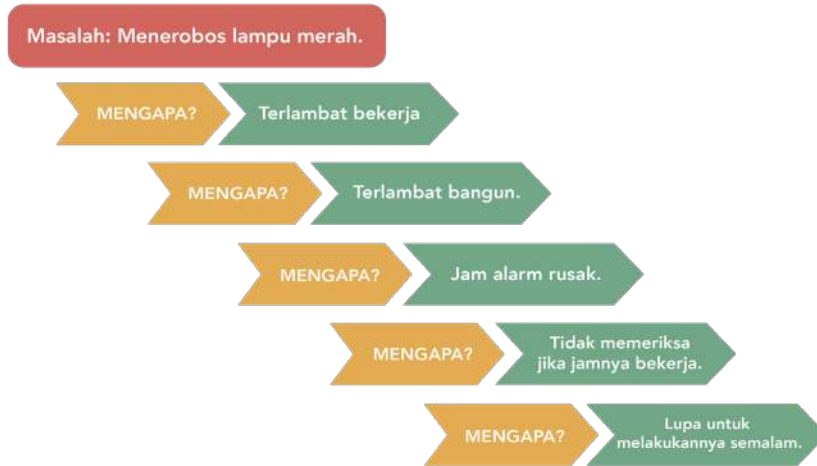 Masalah: Menerobos lampu merah.
MENGAPA?
Terlambat bekerja
MENGAPA?
Terlambat bangun.
MENGAPA?
Jam alarm rusak.
MENGAPA?
Tidak memeriksa
jika jamnya bekerja.
MENGAPA?
Lupa untuk
melakukannya semalam.